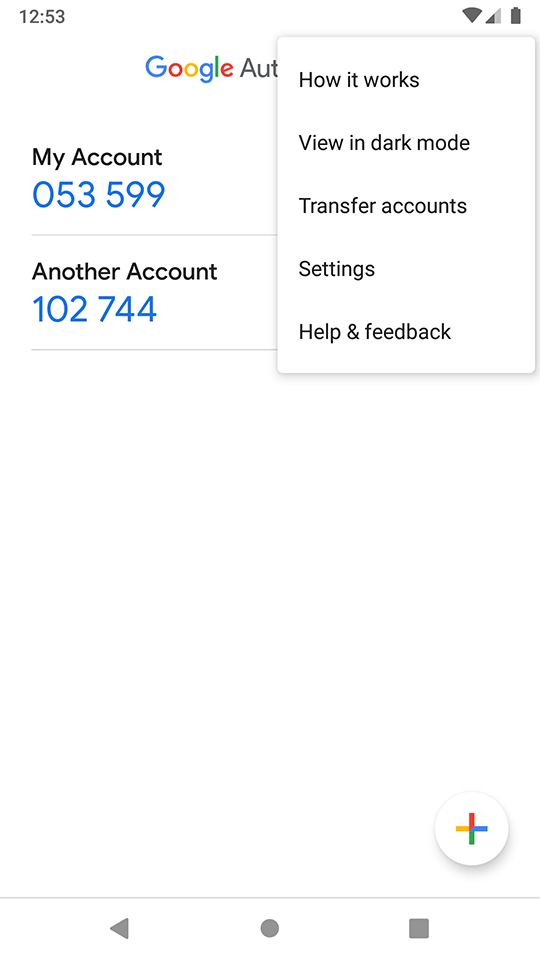 12:53
Google Aut
How it works
View in dark mode
Transfer accounts
Settings
Help & feedback
My Account
053 599
Another Account
102 744